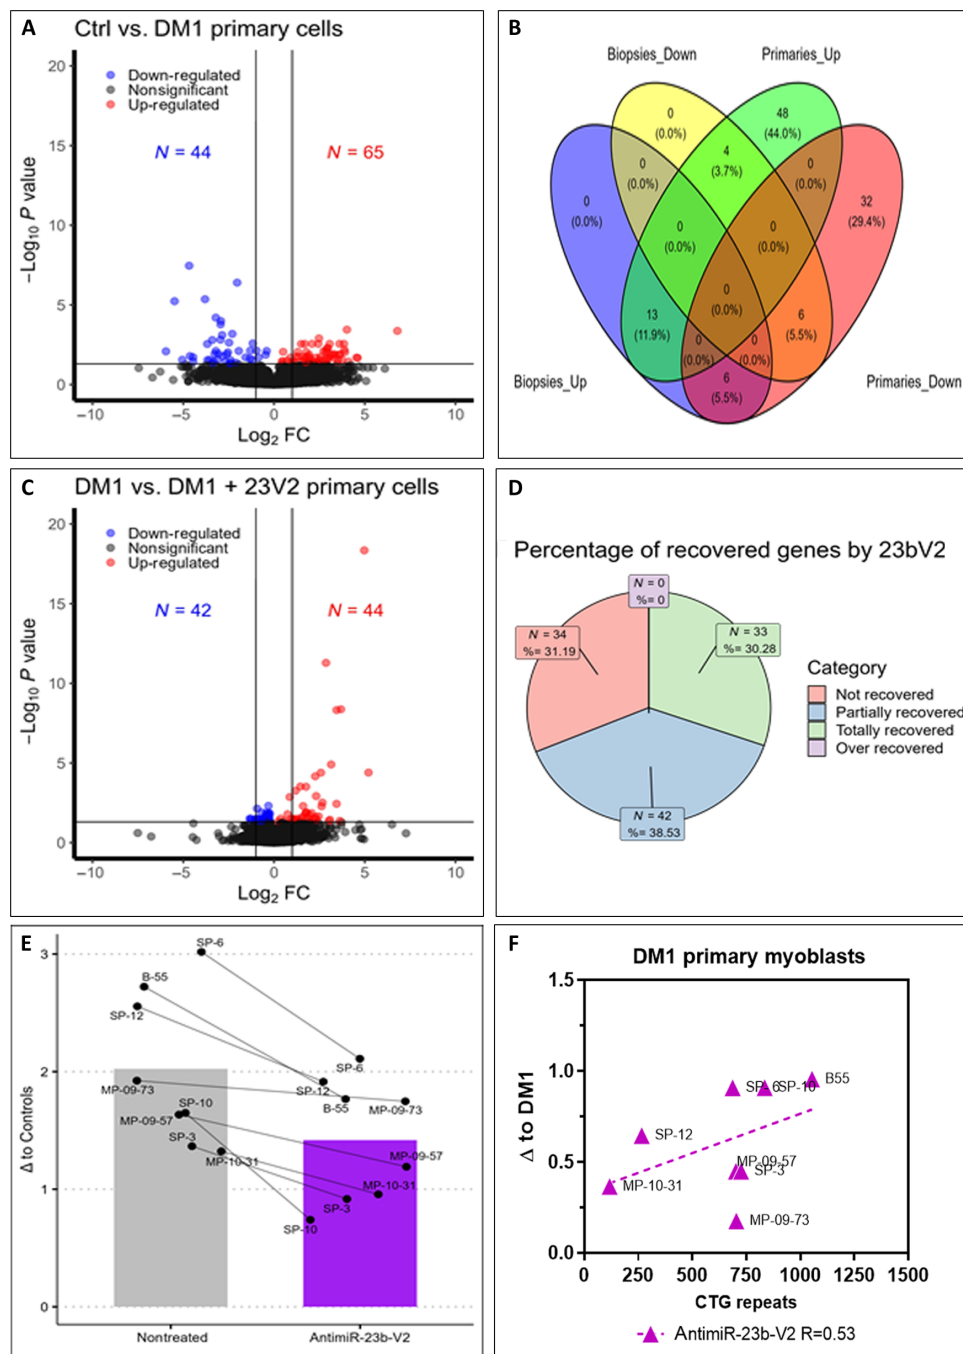 A
Ctrl vs. DM1 primary cells
Down-regulated
Nonsignificant
Up-regulated
N = 44
N = 65
20
15
10
5
0
−Log10 P value
−10
−5
0
5
10
Log2 FC
B
Biopsies_Down
Primaries_Up
0
(0.0%)
48
(44.0%)
4
(3.7%)
0
(0.0%)
0
(0.0%)
0
(0.0%)
32
(29.4%)
0
(0.0%)
0
(0.0%)
0
(0.0%)
13
(11.9%)
6
(5.5%)
0
(0.0%)
0
(0.0%)
6
(5.5%)
Biopsies_Up
Primaries_Down
C
DM1 vs. DM1 + 23V2 primary cells
Down-regulated
Nonsignificant
Up-regulated
N = 42
N = 44
20
15
10
5
0
−Log10 P value
−10
−5
0
5
10
Log2 FC
D
Percentage of recovered genes by 23bV2
N = 0
%= 0
N = 34
%= 31.19
N = 33
%= 30.28
N = 42
%= 38.53
Category
Not recovered
Partially recovered
Totally recovered
Over recovered
E
3
2
1
0
Δ to Controls
SP-6
B-55
SP-12
MP-09-73
SP-10
MP-09-57
SP-3
MP-10-31
SP-6
SP-12
B-55
MP-09-73
MP-09-57
MP-10-31
SP-3
SP-10
Nontreated
AntimiR-23b-V2
F
DM1 primary myoblasts
1.5
1.0
0.5
0.0
Δ to DM1
SP-6
SP-10
B55
SP-12
MP-09-57
SP-3
MP-10-31
MP-09-73
0
250
500
750
1000
1250
1500
CTG repeats
AntimiR-23b-V2 R=0.53